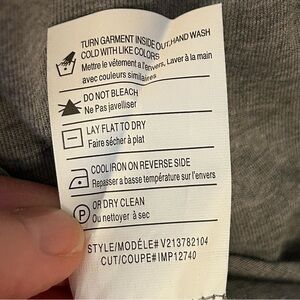 TURN GARMENT INSIDE OUT,HAND WASH
COLD WITH LIKE COLORS
Mettre le vêtement a l'envers, Laver à la main
avec couleurs similaires
DO NOT BLEACH
Ne Pas javelliser
LAY FLAT TO DRY
Faire sécher à plat
COOL IRON ON REVERSE SIDE
Repasser a basse température sur l'envers
P
OR DRY CLEAN
Ou nettoyer à sec
STYLE/MODÉLE# V213782104
CUT/COUPE#IMP12740